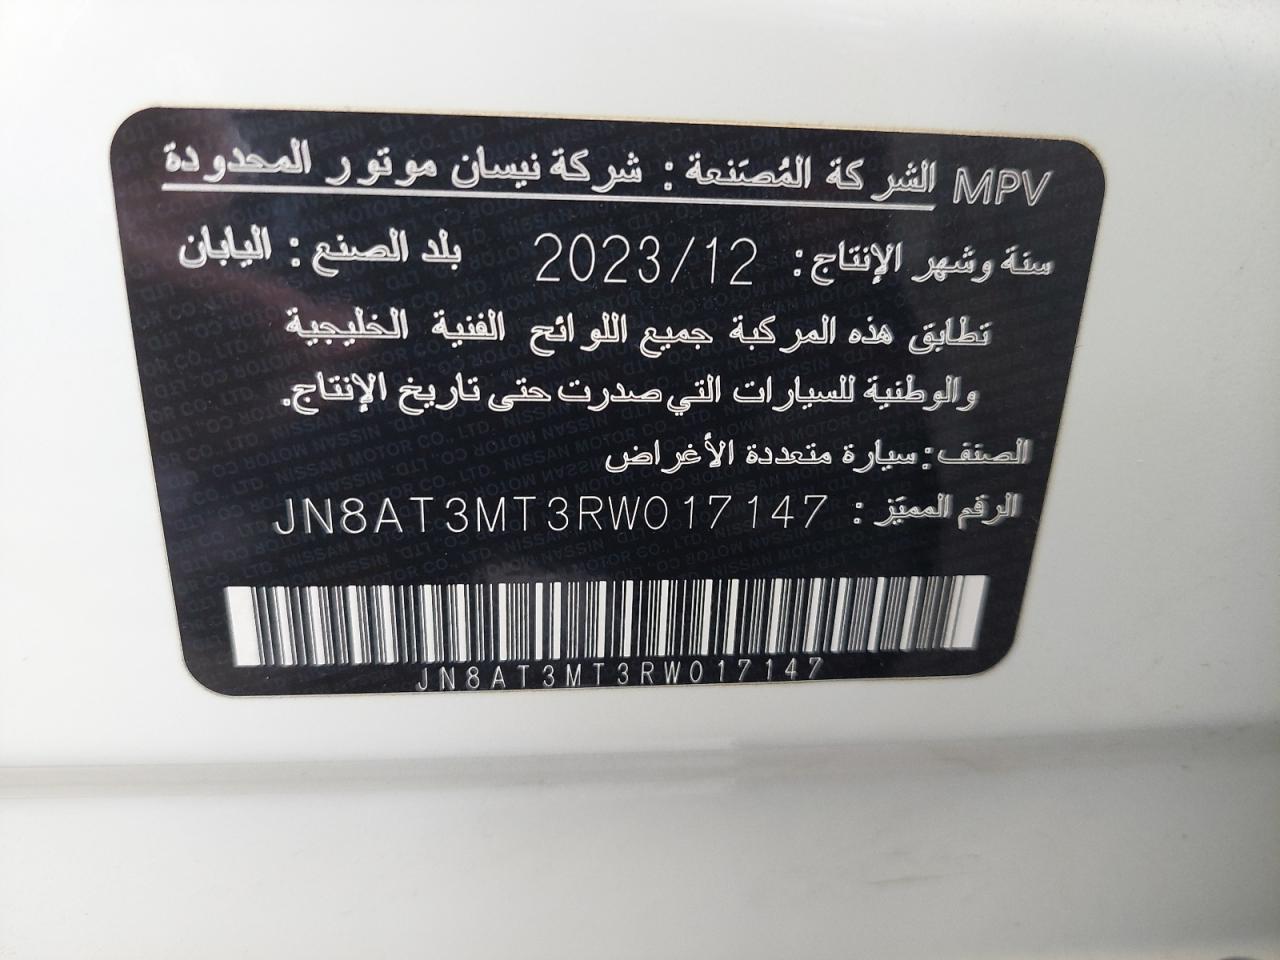 MPV الشركة المُصَنعة : شركة نيسان موتور المحدودة
سنة وشهر الإنتاج: 2023/12 بلد الصنع : اليابان
تطابق هذه المركبة جميع اللوائح الفنية الخليجية
والوطنية للسيارات التي صدرت حتى تاريخ الإنتاج.
الصنف: سيارة متعددة الأغراض
الرقم المميَز : JN8AT3MT3RW017147
JN8AT3MT3RW017147